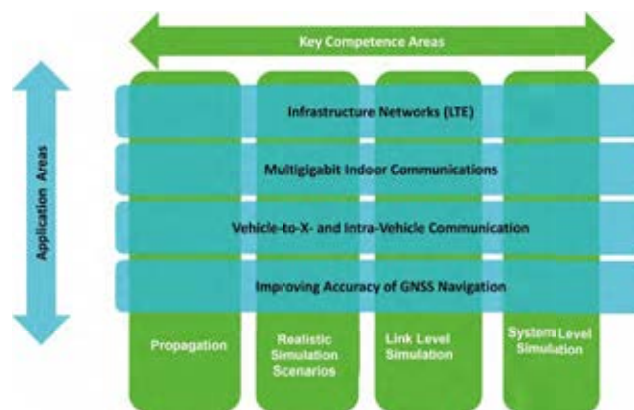 Key Competence Areas
Application Areas
Infrastructure Networks (LTE)
Multigigabit Indoor Communications
Vehicle-to-X- and Intra-Vehicle Communication
Improving Accuracy of GNSS Navigation
Propagation
Realistic
Simulation
Scenarios
Link Level
Simulation
System Level
Simulation